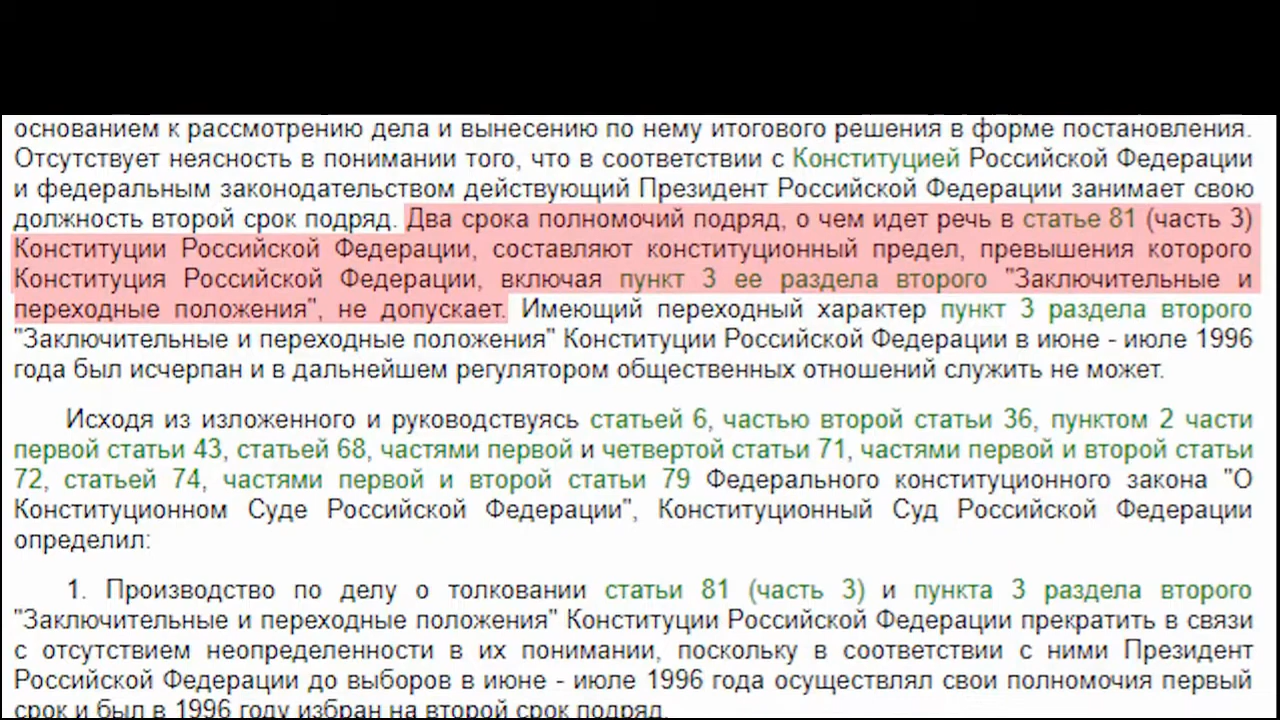 основанием к рассмотрению дела и вынесению по нему итогового решения в форме постановления.
Отсутствует неясность в понимании того, что в соответствии с Конституцией Российской Федерации
и федеральным законодательством действующий Президент Российской Федерации занимает свою
должность второй срок подряд. Два срока полномочий подряд, о чем идет речь в статье 81 (часть 3)
Конституции Российской Федерации, составляют конституционный предел, превышения которого
Конституция Российской Федерации, включая пункт 3 ее раздела второго "Заключительные и
переходные положения", не допускает. Имеющий переходный характер пункт 3 раздела второго
"Заключительные и переходные положения" Конституции Российской Федерации в июне - июле 1996
года был исчерпан и в дальнейшем регулятором общественных отношений служить не может.
Исходя из изложенного и руководствуясь статьей 6, частью второй статьи 36, пунктом 2 части
первой статьи 43, статьей 68, частями первой и четвертой статьи 71, частями первой и второй статьи
72, статьей 74, частями первой и второй статьи 79 Федерального конституционного закона "О
Конституционном Суде Российской Федерации", Конституционный Суд Российской Федерации
определил:
1. Производство по делу о толковании статьи 81 (часть 3) и пункта 3 раздела второго
"Заключительные и переходные положения" Конституции Российской Федерации прекратить в связи
с отсутствием неопределенности в их понимании, поскольку в соответствии с ними Президент
Российской Федерации до выборов в июне - июле 1996 года осуществлял свои полномочия первый
срок и был в 1996 году избран на второй срок подряд.